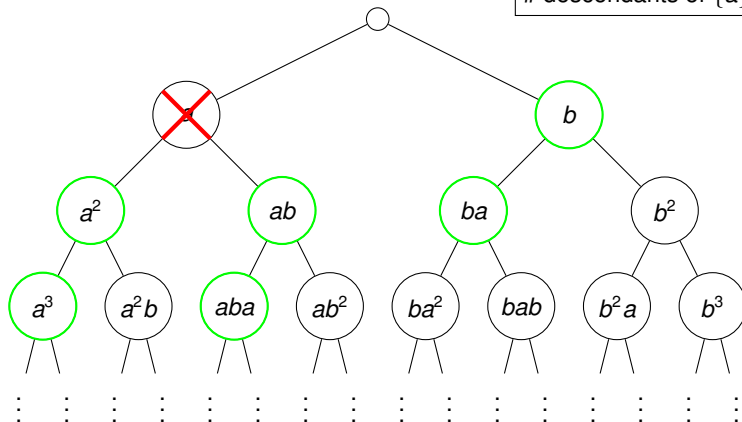 # descendants of {a
b
a² ab ba b²
a³ a²b aba ab² ba² bab b²a b³
⋮ ⋮ ⋮ ⋮ ⋮ ⋮ ⋮ ⋮ ⋮ ⋮ ⋮ ⋮ ⋮ ⋮ ⋮ ⋮